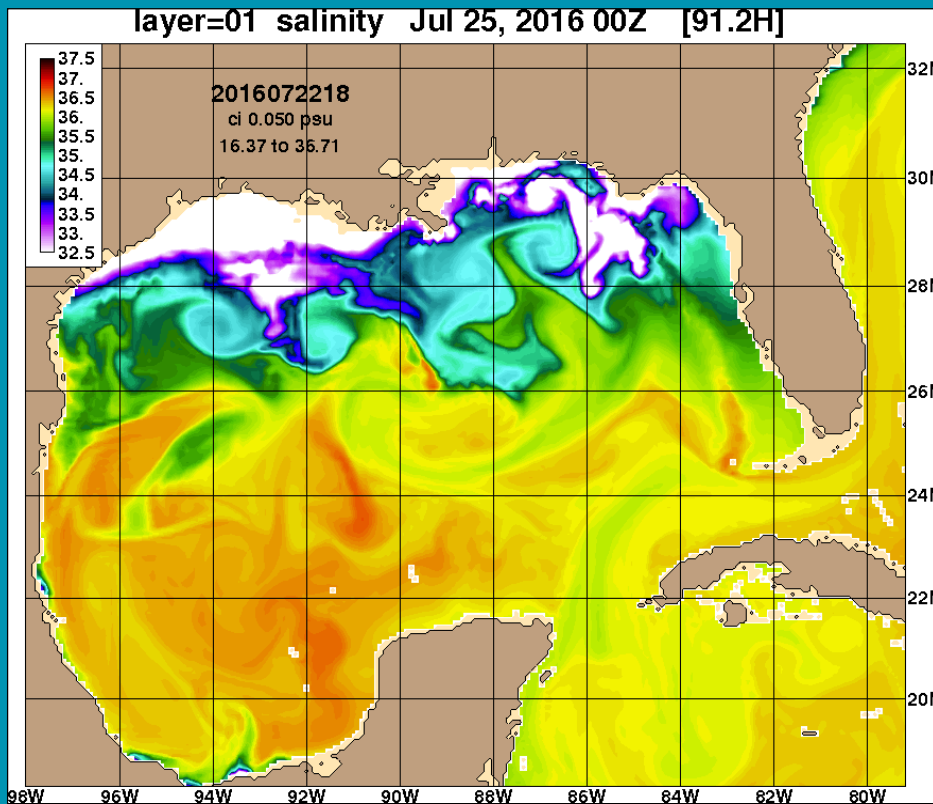 layer=01 salinity Jul 25, 2016 00Z [91.2H]
37.5
37.
36.5
36.0
35.5
35.
34.5
34.0
33.5
33.
32.5
2016072218
ci 0.050 psu
16.37 to 36.71
32N
30N
28N
26N
24N
22N
20N
98W 96W 94W 92W 90W 88W 86W 84W 82W 80W